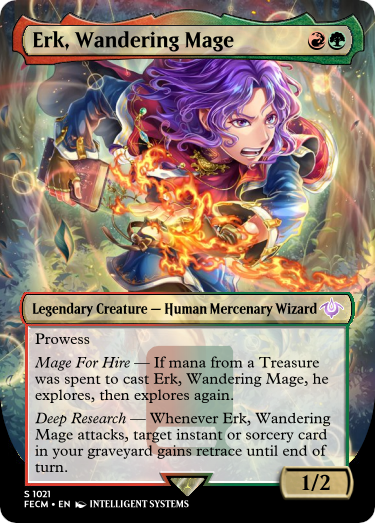 Erk, Wandering Mage
Legendary Creature — Human Mercenary Wizard
Prowess
Mage For Hire — If mana from a Treasure
was spent to cast Erk, Wandering Mage, he
explores, then explores again.
Deep Research — Whenever Erk, Wandering
Mage attacks, target instant or sorcery card
in your graveyard gains retrace until end of
turn.
1/2
S 1021
FECM • EN INTELLIGENT SYSTEMS